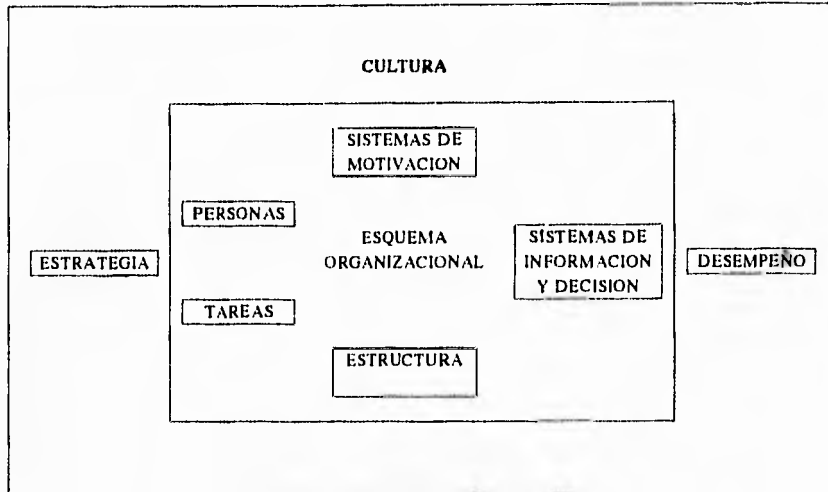 CULTURA
SISTEMAS DE
MOTIVACION
PERSONAS
ESQUEMA
ORGANIZACIONAL
SISTEMAS DE
INFORMACION
Y DECISION
ESTRATEGIA
DESEMPEÑO
TAREAS
ESTRUCTURA